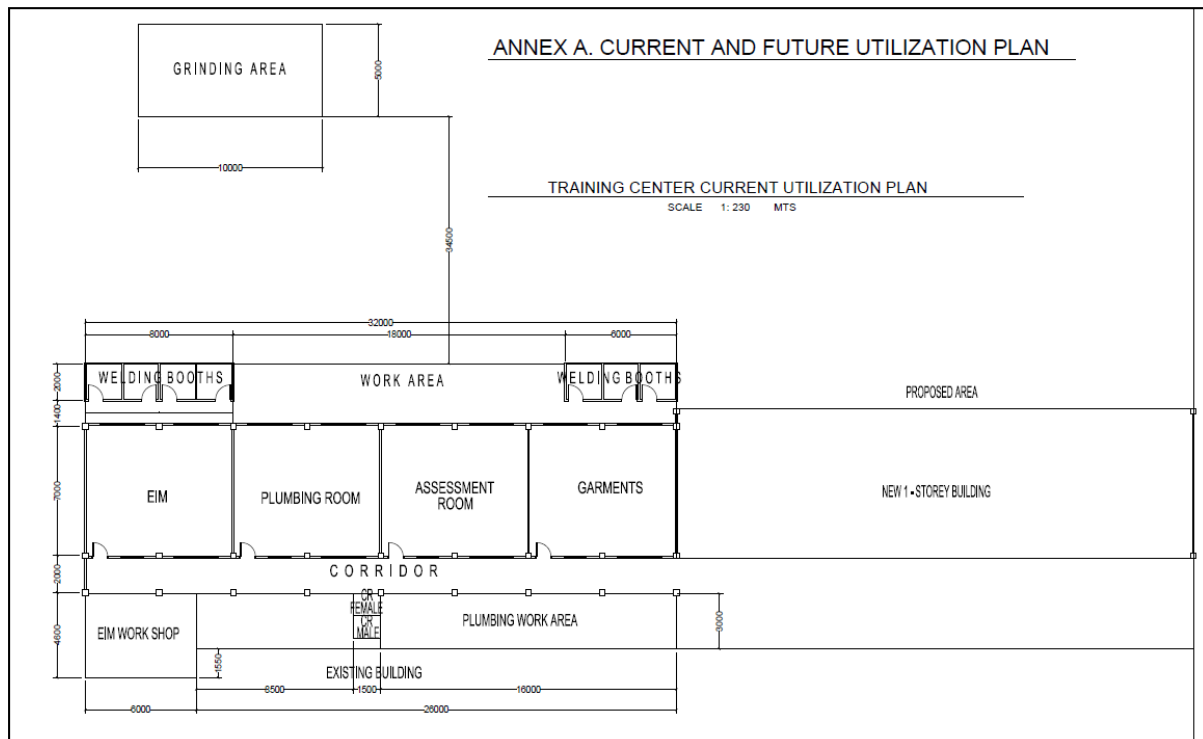 ANNEX A. CURRENT AND FUTURE UTILIZATION PLAN
GRINDING AREA
5000
10000
TRAINING CENTER CURRENT UTILIZATION PLAN
SCALE 1: 230 MTS
34500
32000
8000
18000
6000
2000
WELDING BOOTHS
WORK AREA
WELDING BOOTHS
PROPOSED AREA
1400
7000
EIM
PLUMBING ROOM
ASSESSMENT
ROOM
GARMENTS
NEW 1 - STOREY BUILDING
2000
CORRIDOR
4600
EIM WORK SHOP
CR
FEMALE
CR
MALE
PLUMBING WORK AREA
3000
1550
EXISTING BUILDING
8500
1500
16000
6000
26000